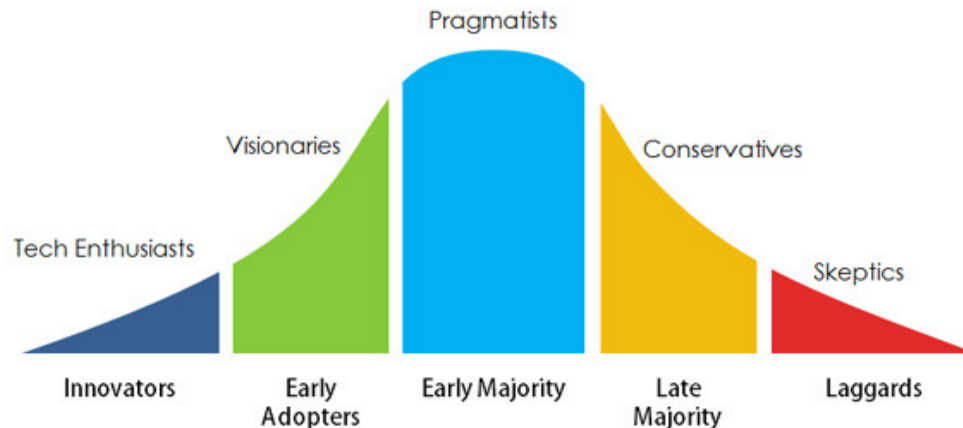 Pragmatists
Visionaries
Conservatives
Tech Enthusiasts
Skeptics
Innovators
Early
Adopters
Early Majority
Late
Majority
Laggards